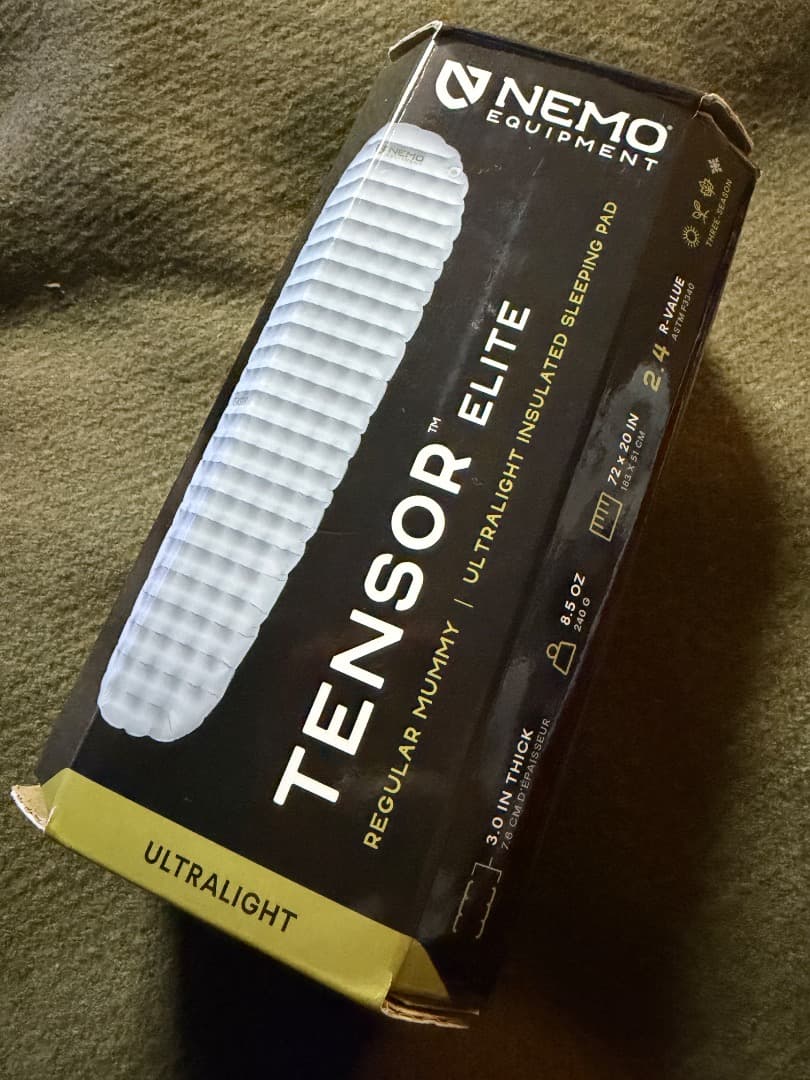 NEMO
EQUIPMENT
NEMO
TENSOR™ ELITE
REGULAR MUMMY | ULTRALIGHT INSULATED SLEEPING PAD
3.0 IN THICK
7.6 CM D'ÉPAISSEUR
8.5 OZ
240 G
72 × 20 IN
183 X 51 CM
2.4 R-VALUE
ASTM F3340
THREE-SEASON
ULTRALIGHT